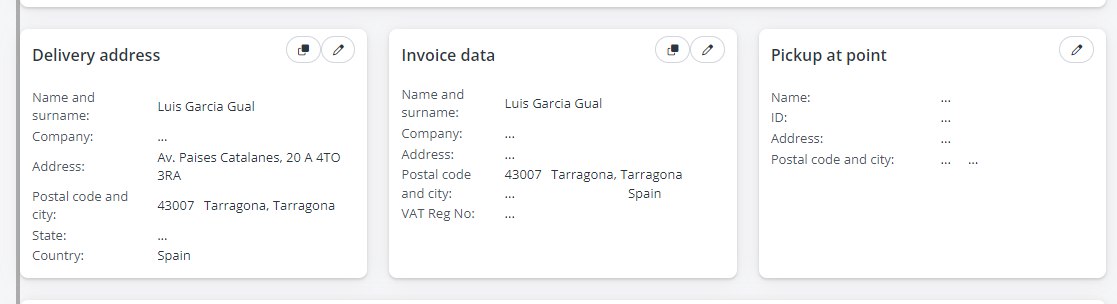 Delivery address
Name and
surname:
Luis Garcia Gual
Company:
...
Address:
Av. Paises Catalanes, 20 A 4TO
3RA
Postal code and
city:
43007 Tarragona, Tarragona
State:
...
Country:
Spain
Invoice data
Name and
surname:
Luis Garcia Gual
Company:
...
Address:
...
Postal code
and city:
43007 Tarragona, Tarragona
... Spain
VAT Reg No:
...
Pickup at point
Name:
...
ID:
...
Address:
...
Postal code and city:
... ...